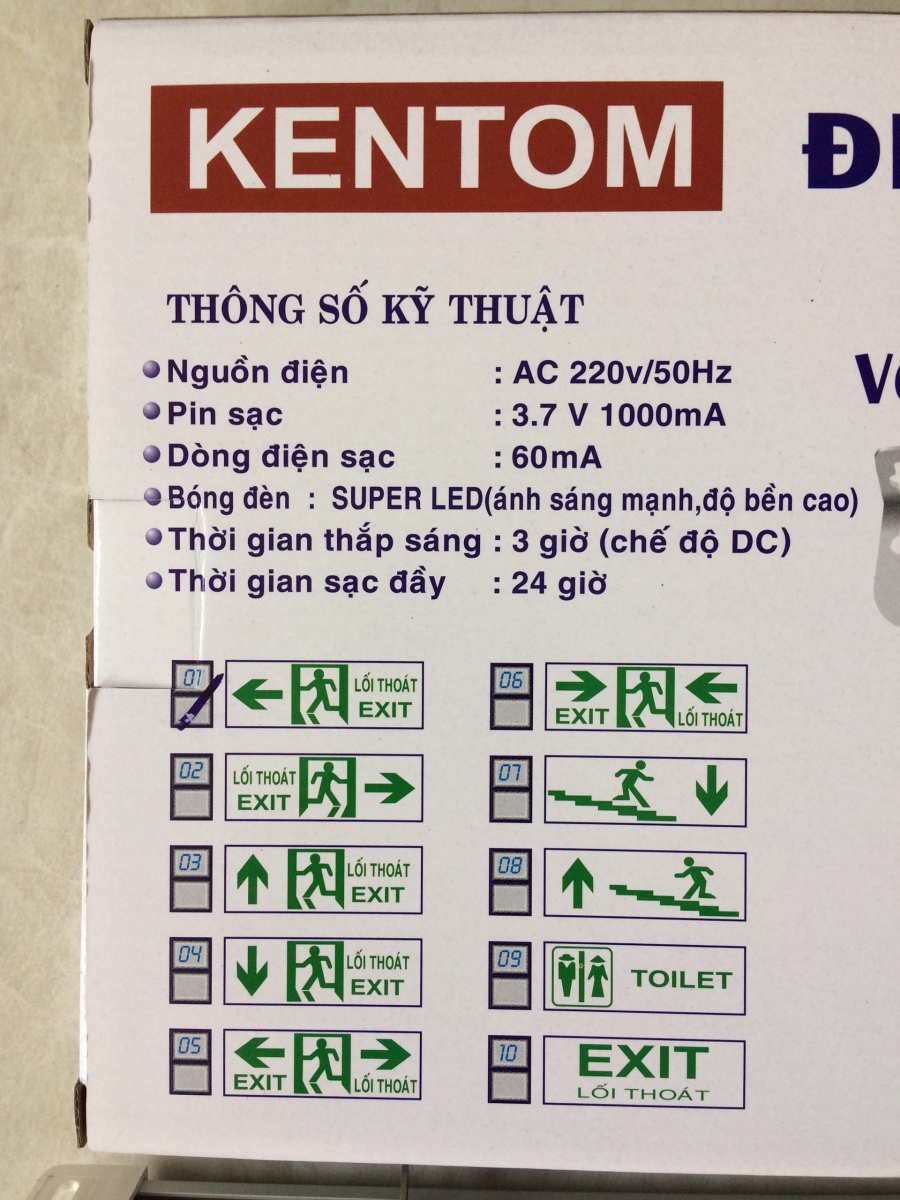 KENTOM
THÔNG SỐ KỸ THUẬT
Nguồn điện : AC 220v/50Hz
Pin sạc : 3.7 V 1000mA
Dòng điện sạc : 60mA
Bóng đèn : SUPER LED(ánh sáng mạnh,độ bền cao)
Thời gian thắp sáng : 3 giờ (chế độ DC)
Thời gian sạc đầy : 24 giờ
01
LỐI THOÁT
EXIT
02
LỐI THOÁT
EXIT
03
LỐI THOÁT
EXIT
04
LỐI THOÁT
EXIT
05
EXIT
LỐI THOÁT
06
EXIT
LỐI THOÁT
07
08
09
TOILET
10
EXIT
LỐI THOÁT